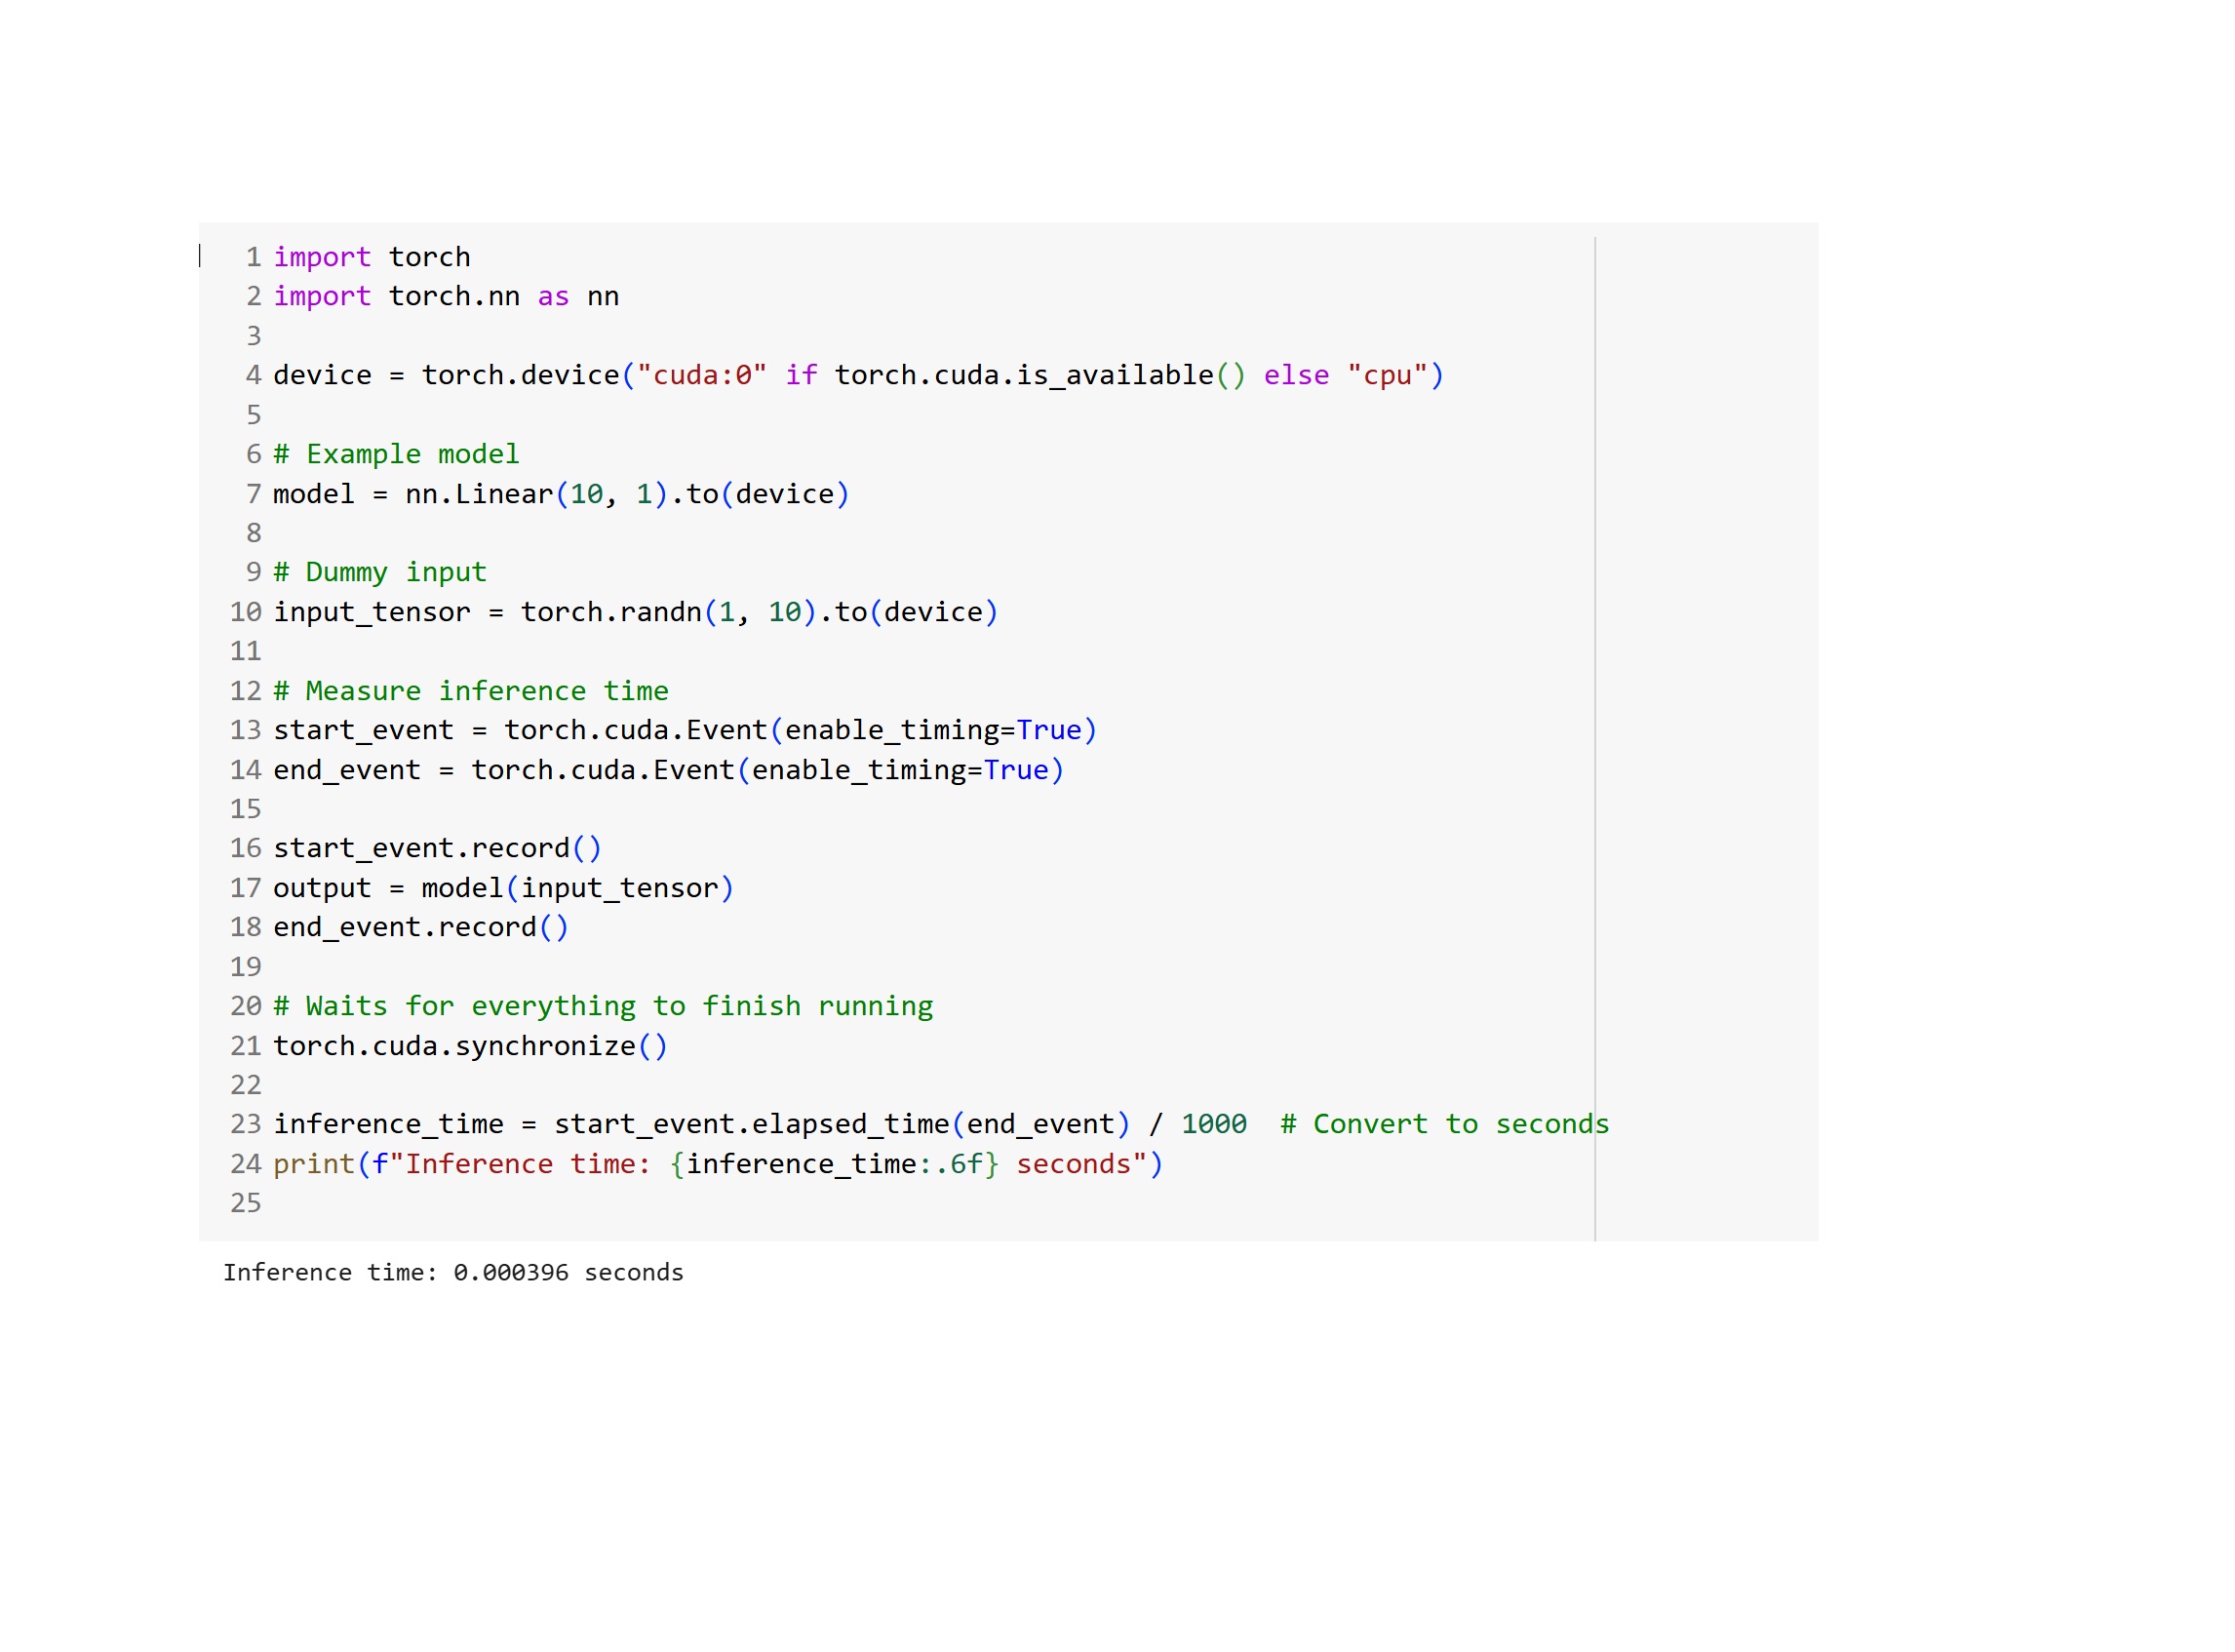 1 import torch
2 import torch.nn as nn
3
4 device = torch.device("cuda:0" if torch.cuda.is_available() else "cpu")
5
6 # Example model
7 model = nn.Linear(10, 1).to(device)
8
9 # Dummy input
10 input_tensor = torch.randn(1, 10).to(device)
11
12 # Measure inference time
13 start_event = torch.cuda.Event(enable_timing=True)
14 end_event = torch.cuda.Event(enable_timing=True)
15
16 start_event.record()
17 output = model(input_tensor)
18 end_event.record()
19
20 # Waits for everything to finish running
21 torch.cuda.synchronize()
22
23 inference_time = start_event.elapsed_time(end_event) / 1000  # Convert to seconds
24 print(f"Inference time: {inference_time:.6f} seconds")
25
Inference time: 0.000396 seconds